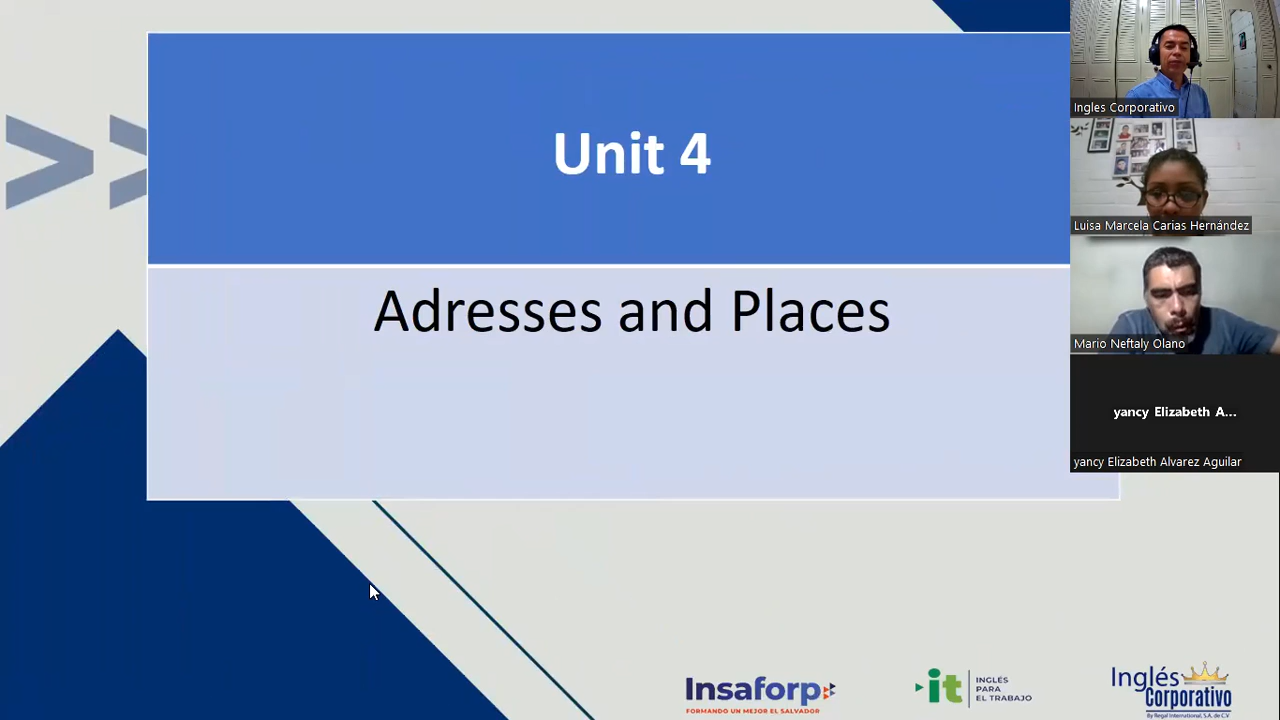 Unit 4
Adresses and Places
Ingles Corporativo
Luisa Marcela Carias Hernández
Mario Neftaly Olano
yancy Elizabeth A...
yancy Elizabeth Alvarez Aguilar
Insaforp
FORMANDO UN MEJOR EL SALVADOR
it
INGLÉS
PARA
EL TRABAJO
Inglés
Corporativo
By Regal International, S.A. de C.V